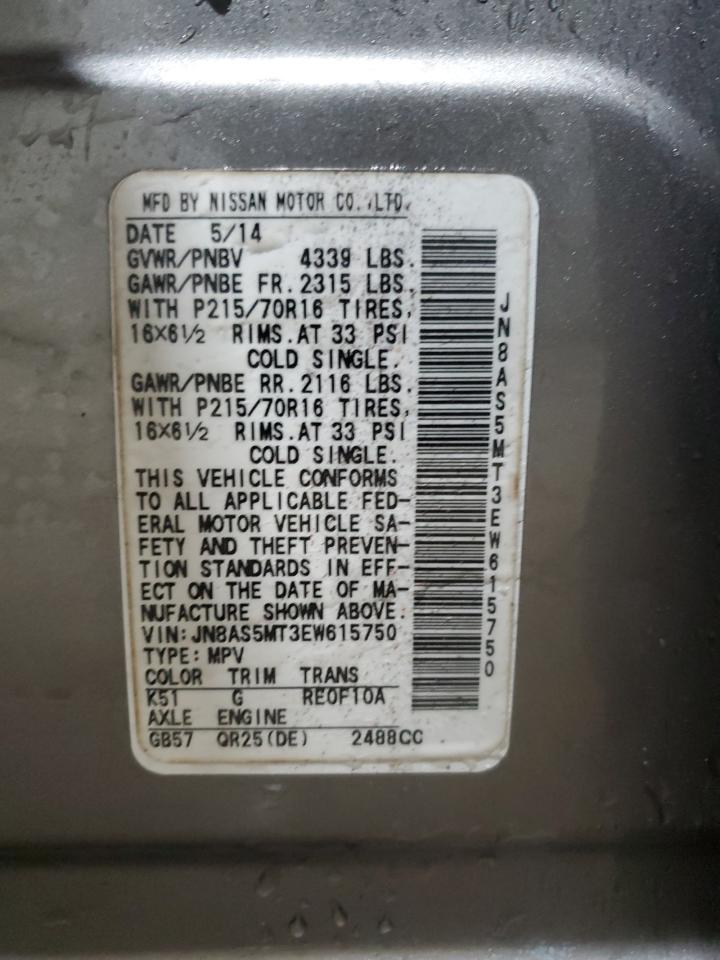 MFD BY NISSAN MOTOR CO.,LTD.
DATE 5/14
GVWR/PNBV 4339 LBS.
GAWR/PNBE FR. 2315 LBS.
WITH P215/70R16 TIRES,
16×6½ RIMS. AT 33 PSI
COLD SINGLE.
GAWR/PNBE RR. 2116 LBS.
WITH P215/70R16 TIRES,
16×6½ RIMS. AT 33 PSI
COLD SINGLE.
THIS VEHICLE CONFORMS
TO ALL APPLICABLE FED-
ERAL MOTOR VEHICLE SA-
FETY AND THEFT PREVEN-
TION STANDARDS IN EFF-
ECT ON THE DATE OF MA-
NUFACTURE SHOWN ABOVE.
VIN:JN8AS5MT3EW615750
TYPE:MPV
COLOR TRIM TRANS
K51 G RE0F10A
AXLE ENGINE
GB57 QR25(DE) 2488CC
JN8AS5MT3EW615750